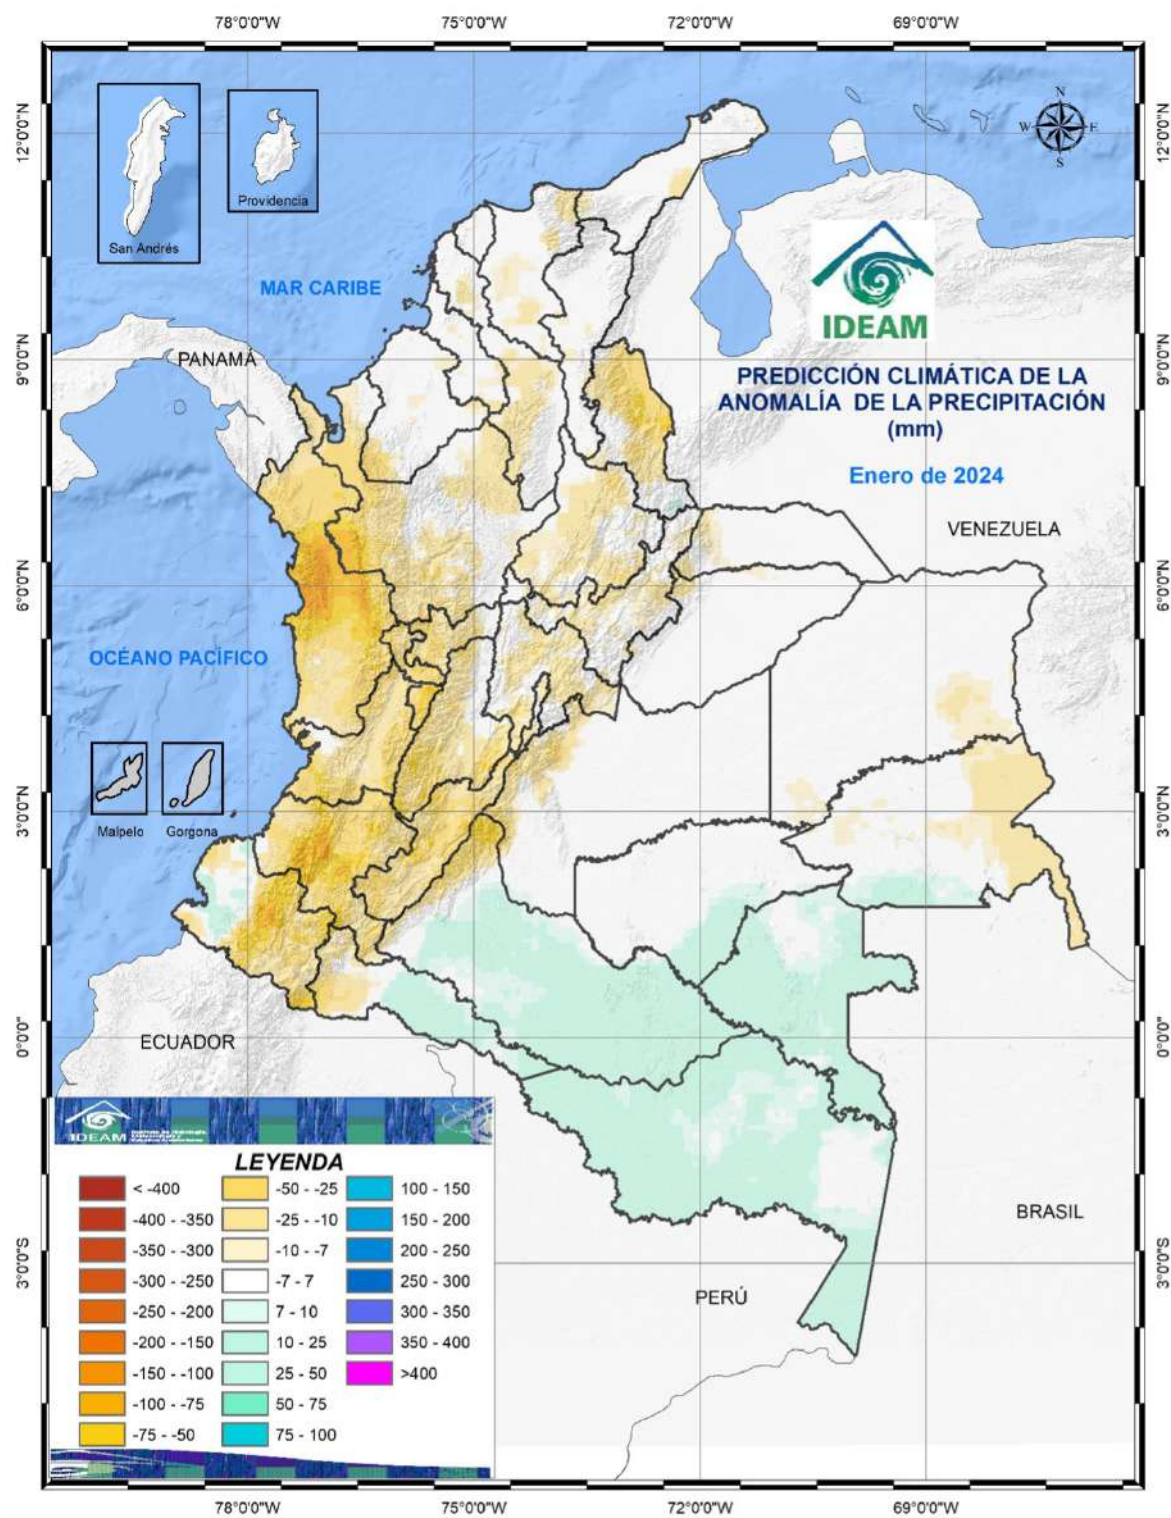 78°0'0"W 75°0'0"W 72°0'0"W 69°0'0"W
12°0'0"N 12°0'0"N
N
W E
S
San Andrés
Providencia
MAR CARIBE
IDEAM
9°0'0"N 9°0'0"N
PANAMÁ
PREDICCIÓN CLIMÁTICA DE LA
ANOMALÍA DE LA PRECIPITACIÓN
(mm)
Enero de 2024
VENEZUELA
6°0'0"N 6°0'0"N
OCÉANO PACÍFICO
3°0'0"N 3°0'0"N
Malpelo Gorgona
0°0'0" 0°0'0"
ECUADOR
IDEAM
LEYENDA
< -400 -50 - -25 100 - 150
-400 - -350 -25 - -10 150 - 200
-350 - -300 -10 - -7 200 - 250
-300 - -250 -7 - 7 250 - 300
-250 - -200 7 - 10 300 - 350
-200 - -150 10 - 25 350 - 400
-150 - -100 25 - 50 >400
-100 - -75 50 - 75
-75 - -50 75 - 100
BRASIL
3°0'0"S 3°0'0"S
PERÚ
78°0'0"W 75°0'0"W 72°0'0"W 69°0'0"W